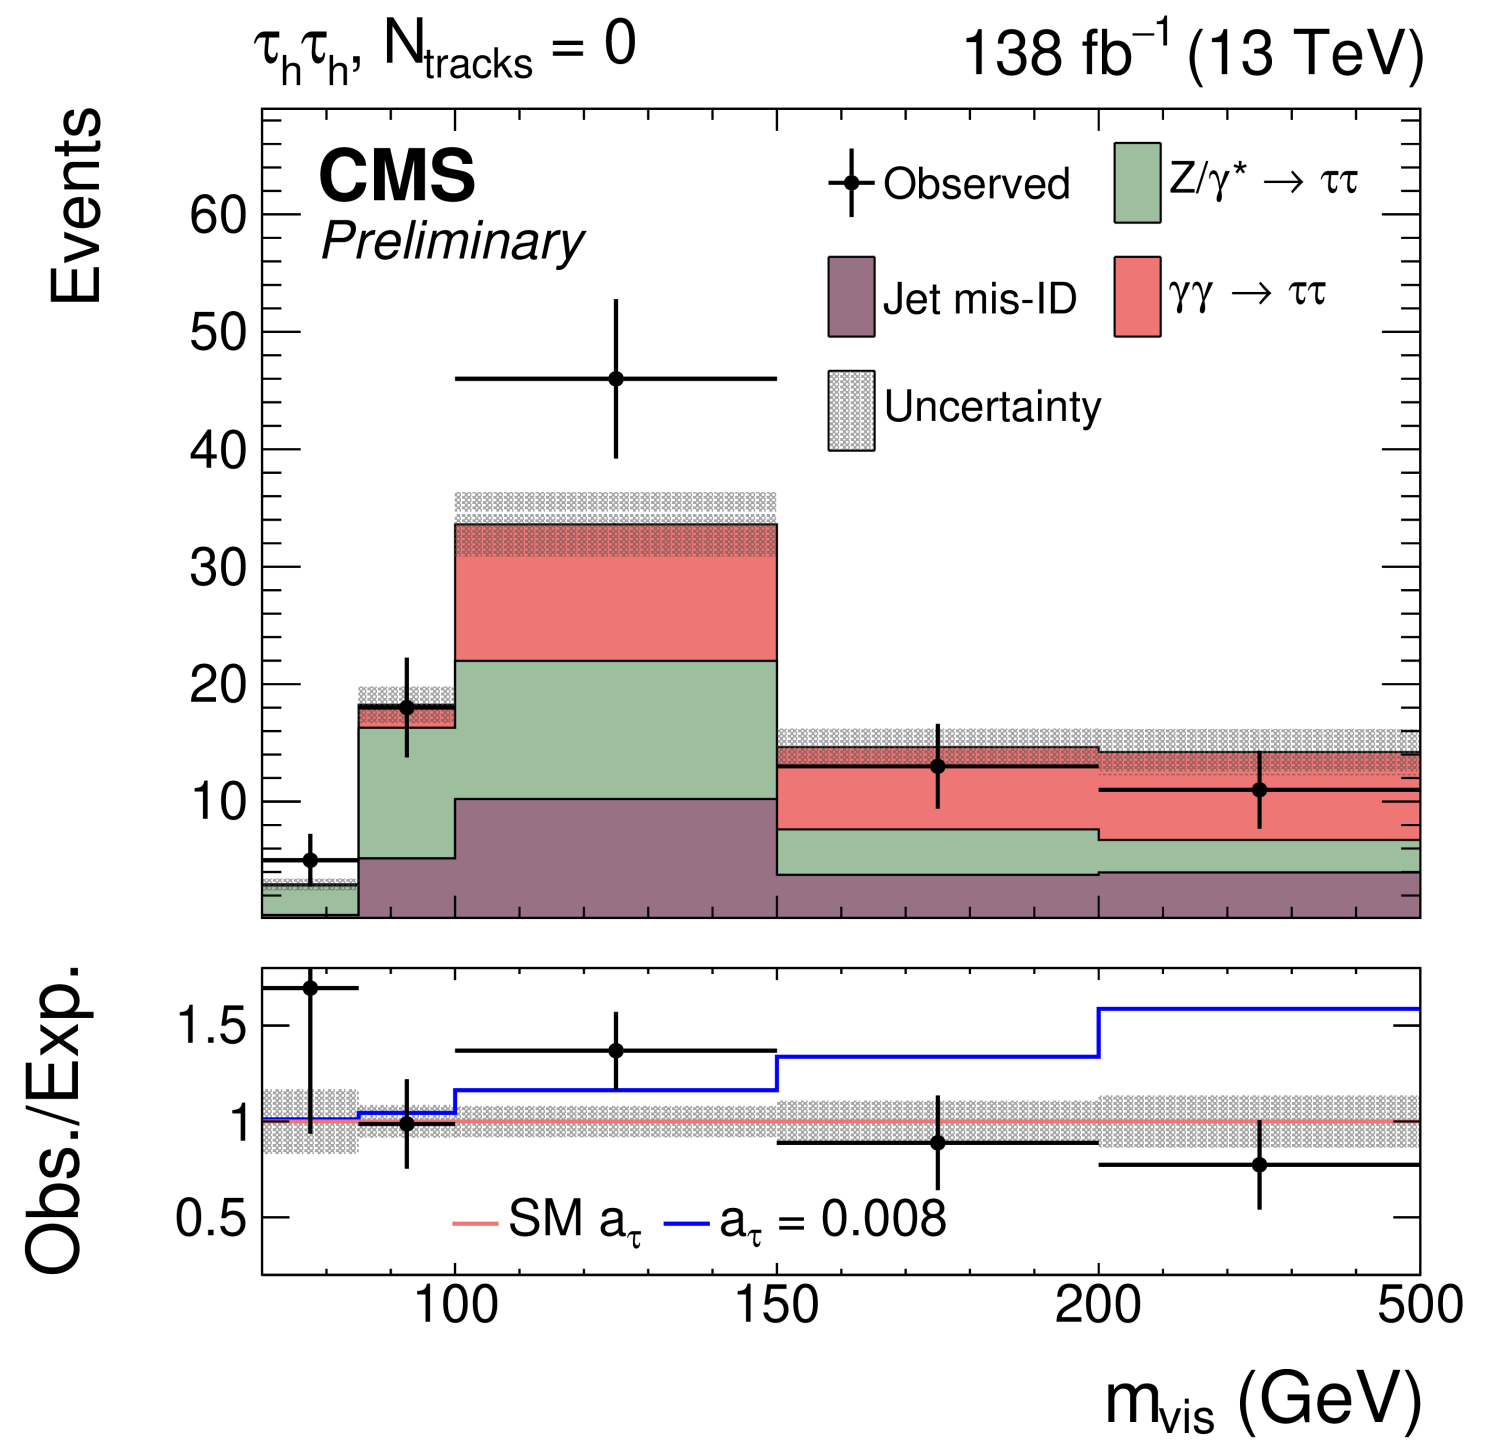 τhτh, Ntracks = 0 138 fb−1 (13 TeV)
Events
CMS
Preliminary
Observed
Z/γ* → ττ
Jet mis-ID
γγ → ττ
Uncertainty
60
50
40
30
20
10
Obs./Exp.
1.5
1
0.5
SM aτ
aτ = 0.008
100 150 200 500
mvis (GeV)